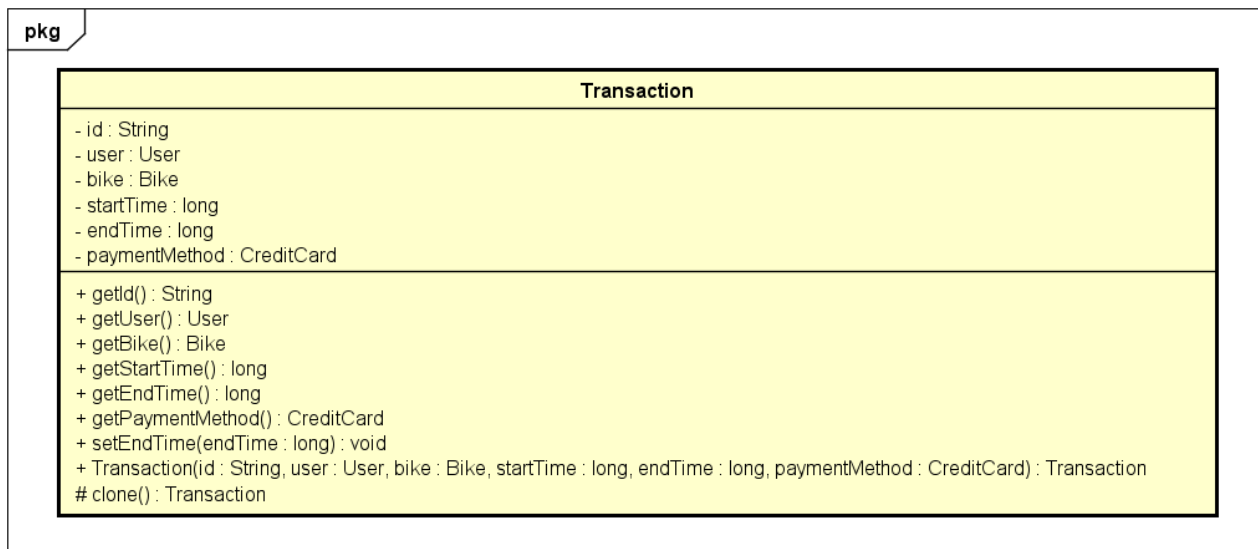 pkg
Transaction
- id : String
- user : User
- bike : Bike
- startTime : long
- endTime : long
- paymentMethod : CreditCard
+ getId() : String
+ getUser() : User
+ getBike() : Bike
+ getStartTime() : long
+ getEndTime() : long
+ getPaymentMethod() : CreditCard
+ setEndTime(endTime : long) : void
+ Transaction(id : String, user : User, bike : Bike, startTime : long, endTime : long, paymentMethod : CreditCard) : Transaction
# clone() : Transaction